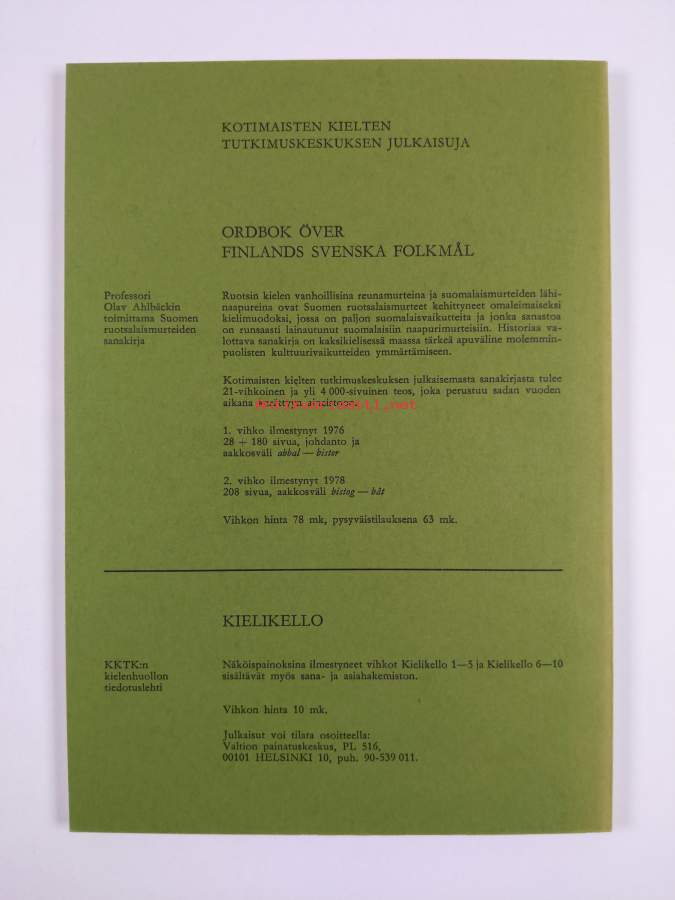 KOTIMAISTEN KIELTEN
TUTKIMUSKESKUKSEN JULKAISUJA
ORDBOK ÖVER
FINLANDS SVENSKA FOLKMÅL
Professori
Olav Ahlbäckin
toimittama Suomen
ruotsalaismurteiden
sanakirja
Ruotsin kielen vanhoillisina reunamurteina ja suomalaismurteiden lähi-
naapureina ovat Suomen ruotsalaismurteet kehittyneet omaleimaiseksi
kielimuodoksi, jossa on paljon suomalaisvaikutteita ja jonka sanastoa
on runsaasti lainautunut suomalaisiin naapurimurteisiin. Historiaa va-
lottava sanakirja on kaksikielisessä maassa tärkeä apuväline molemmin-
puolisten kulttuurivaikutteiden ymmärtämiseen.
Kotimaisten kielten tutkimuskeskuksen julkaisemasta sanakirjasta tulee
21-vihkoinen ja yli 4 000-sivuinen teos, joka perustuu sadan vuoden
aikana kerättyyn aineistoon.
1. vihko ilmestynyt 1976
28 + 180 sivua, johdanto ja
aakkosväli abbal — bistor
2. vihko ilmestynyt 1978
208 sivua, aakkosväli bistog — båt
Vihkon hinta 78 mk, pysyväistilauksena 63 mk.
KIELIKELLO
KKTK:n
kielenhuollon
tiedotuslehti
Näköispainoksina ilmestyneet vihkot Kielikello 1—5 ja Kielikello 6—10
sisältävät myös sana- ja asiahakemiston.
Vihkon hinta 10 mk.
Julkaisut voi tilata osoitteella:
Valtion painatuskeskus, PL 516,
00101 HELSINKI 10, puh. 90-539 011.